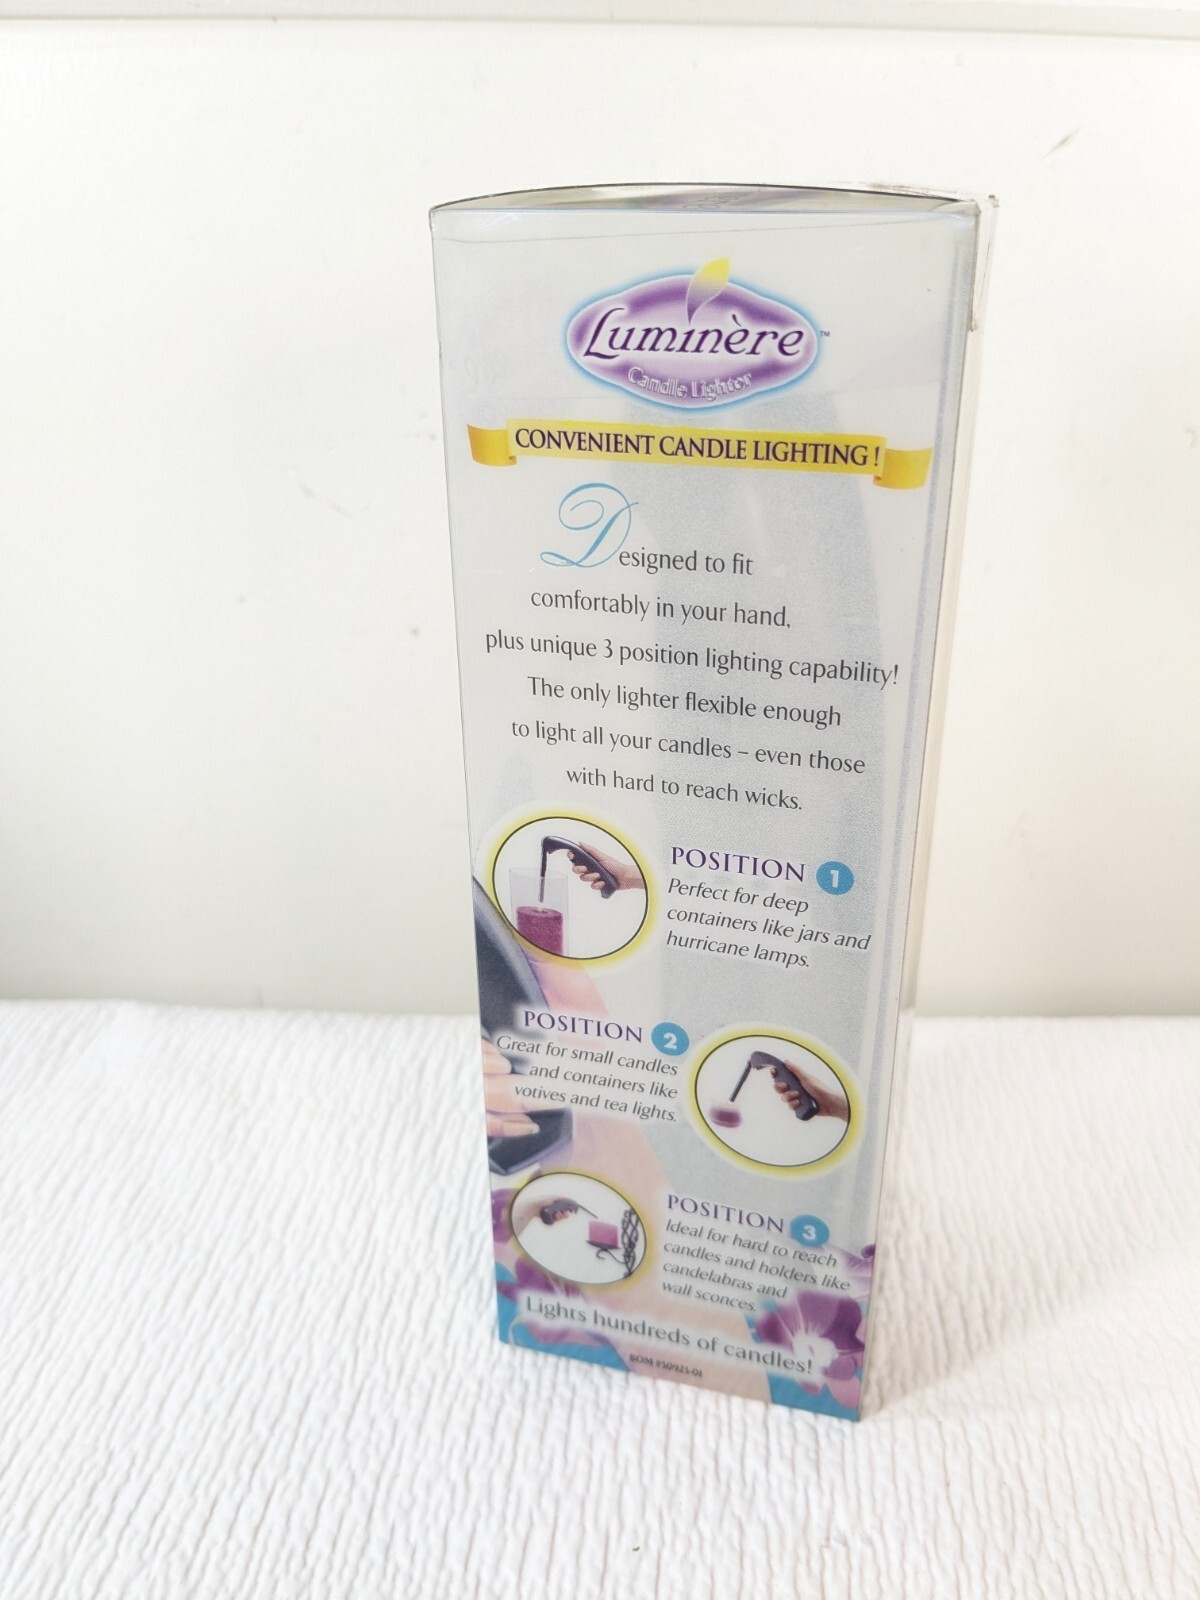 Luminère™
Candle Lighter
CONVENIENT CANDLE LIGHTING!
Designed to fit
comfortably in your hand,
plus unique 3 position lighting capability!
The only lighter flexible enough
to light all your candles – even those
with hard to reach wicks.
POSITION 1
Perfect for deep
containers like jars and
hurricane lamps.
POSITION 2
Great for small candles
and containers like
votives and tea lights.
POSITION 3
Ideal for hard to reach
candles and holders like
candelabras and
wall sconces.
Lights hundreds of candles!
BOM #50925-01